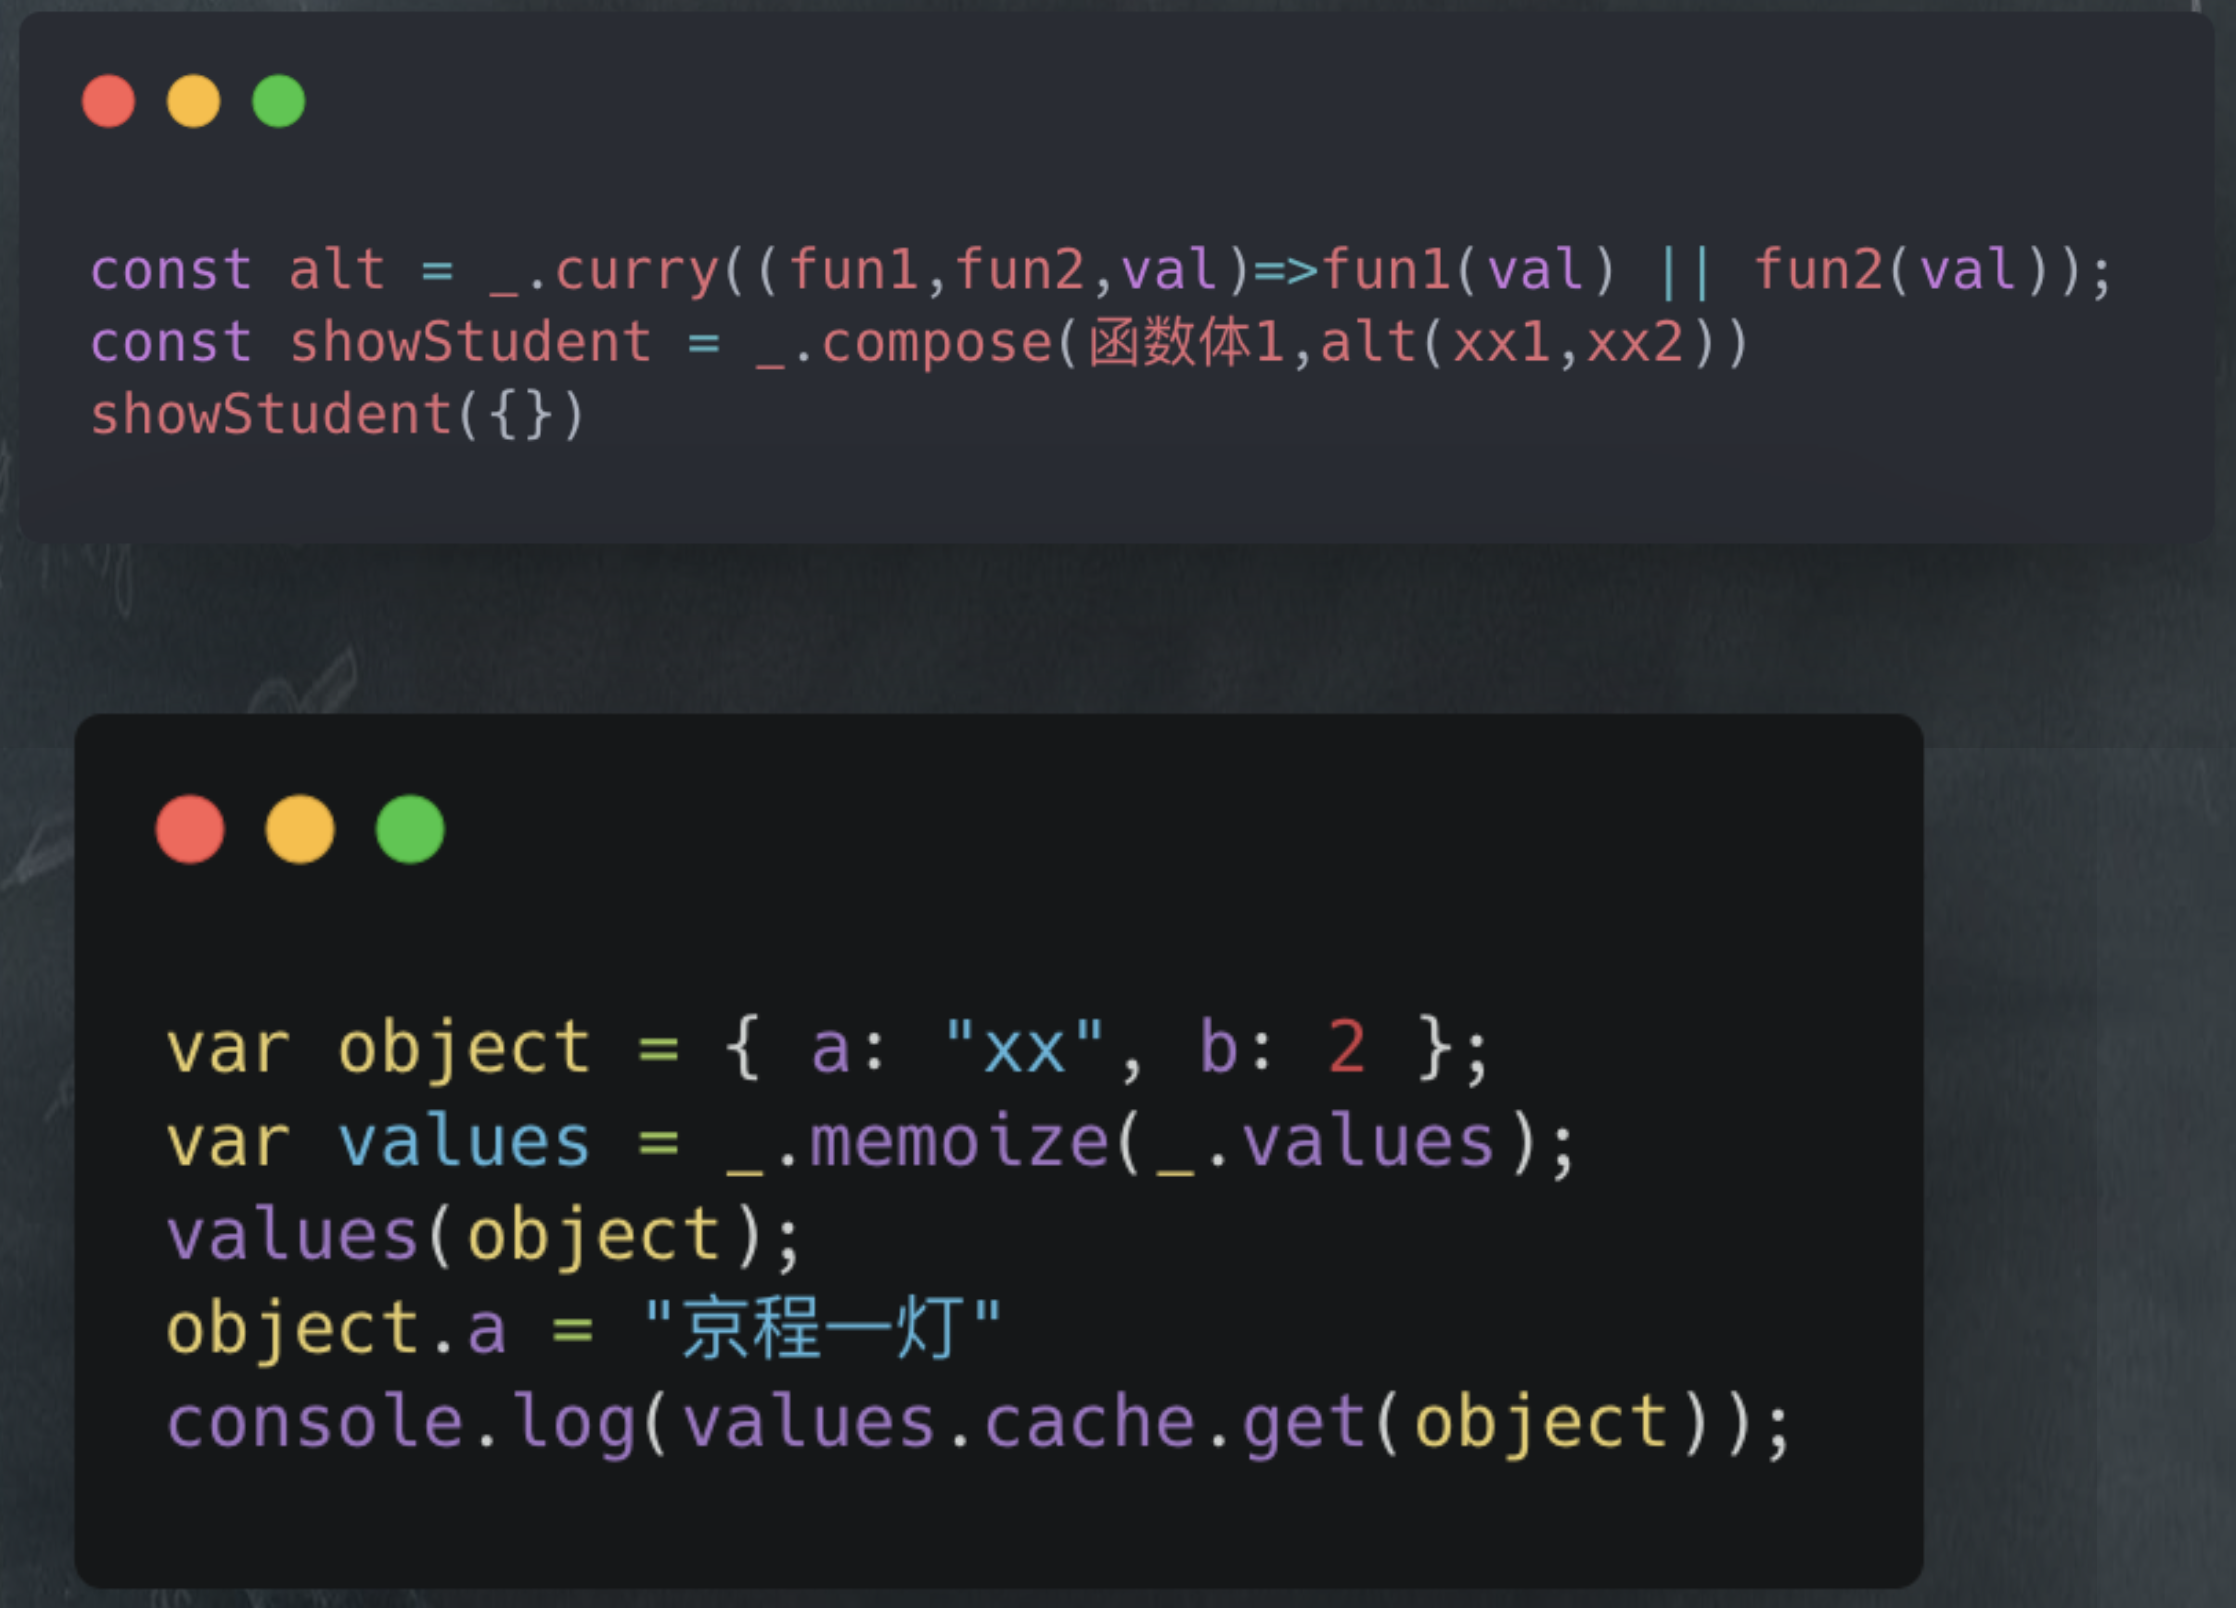 const alt = _.curry((fun1,fun2,val)=>fun1(val) || fun2(val));
const showStudent = _.compose(函数体1,alt(xx1,xx2))
showStudent({})
var object = { a: "xx", b: 2 };
var values = _.memoize(_.values);
values(object);
object.a = "京程一灯"
console.log(values.cache.get(object));